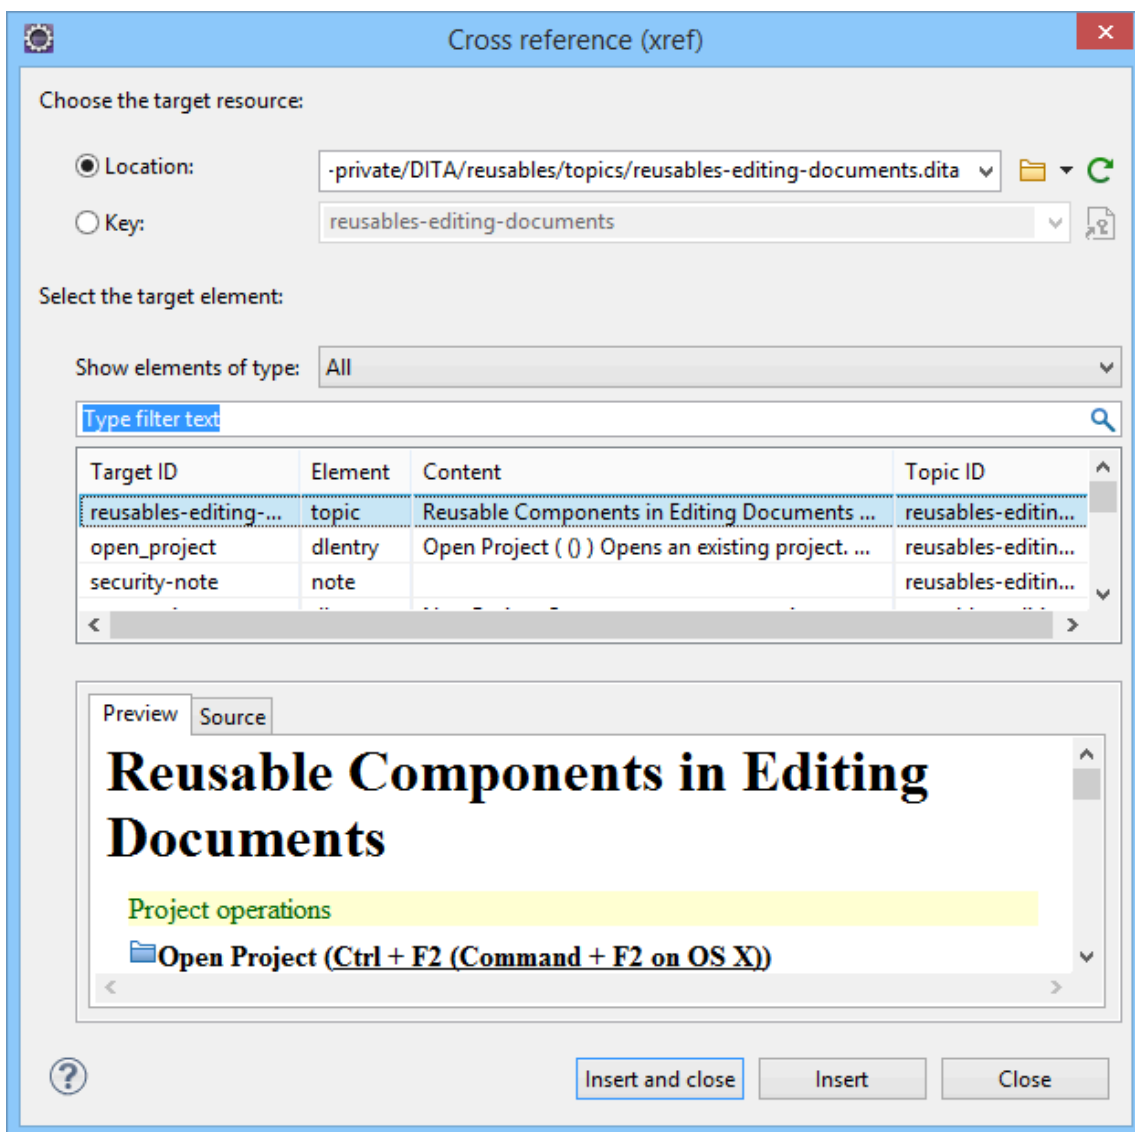 Cross reference (xref)
Choose the target resource:
Location: -private/DITA/reusables/topics/reusables-editing-documents.dita
Key: reusables-editing-documents
Select the target element:
Show elements of type: All
Type filter text
Target ID Element Content Topic ID
reusables-editing-... topic Reusable Components in Editing Documents ... reusables-editin...
open_project dlentry Open Project ( () ) Opens an existing project. ... reusables-editin...
security-note note reusables-editin...
Preview Source
Reusable Components in Editing
Documents
Project operations
Open Project (Ctrl + F2 (Command + F2 on OS X))
Insert and close Insert Close